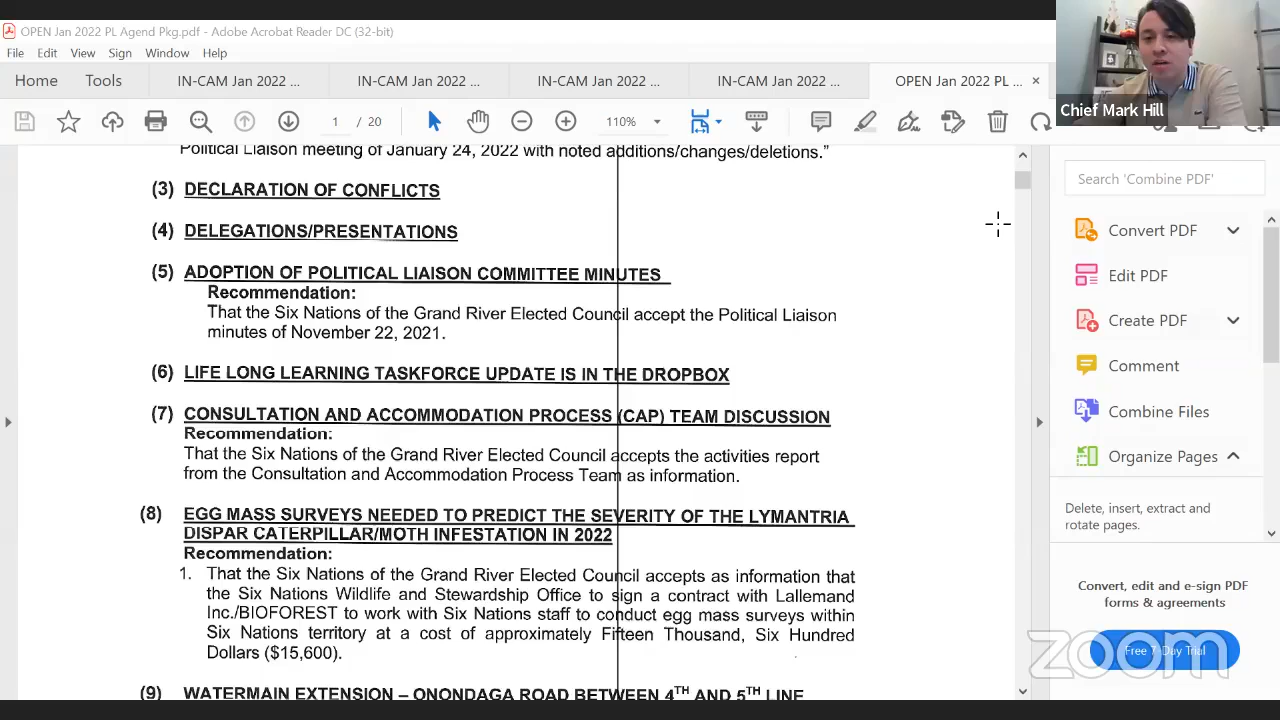 OPEN Jan 2022 PL Agend Pkg.pdf - Adobe Acrobat Reader DC (32-bit)
File Edit View Sign Window Help
Home Tools IN-CAM Jan 2022 ... IN-CAM Jan 2022 ... IN-CAM Jan 2022 ... IN-CAM Jan 2022 ... OPEN Jan 2022 PL ... ×
Chief Mark Hill
1 / 20 110%
Political Liaison meeting of January 24, 2022 with noted additions/changes/deletions."
(3) DECLARATION OF CONFLICTS
(4) DELEGATIONS/PRESENTATIONS
(5) ADOPTION OF POLITICAL LIAISON COMMITTEE MINUTES
Recommendation:
That the Six Nations of the Grand River Elected Council accept the Political Liaison
minutes of November 22, 2021.
(6) LIFE LONG LEARNING TASKFORCE UPDATE IS IN THE DROPBOX
(7) CONSULTATION AND ACCOMMODATION PROCESS (CAP) TEAM DISCUSSION
Recommendation:
That the Six Nations of the Grand River Elected Council accepts the activities report
from the Consultation and Accommodation Process Team as information.
(8) EGG MASS SURVEYS NEEDED TO PREDICT THE SEVERITY OF THE LYMANTRIA
DISPAR CATERPILLAR/MOTH INFESTATION IN 2022
Recommendation:
1. That the Six Nations of the Grand River Elected Council accepts as information that
the Six Nations Wildlife and Stewardship Office to sign a contract with Lallemand
Inc./BIOFOREST to work with Six Nations staff to conduct egg mass surveys within
Six Nations territory at a cost of approximately Fifteen Thousand, Six Hundred
Dollars ($15,600).
(9) WATERMAIN EXTENSION – ONONDAGA ROAD BETWEEN 4TH AND 5TH LINE
Search 'Combine PDF'
Convert PDF
Edit PDF
Create PDF
Comment
Combine Files
Organize Pages
Delete, insert, extract and
rotate pages.
Convert, edit and e-sign PDF
forms & agreements
Free 7-Day Trial
zoom